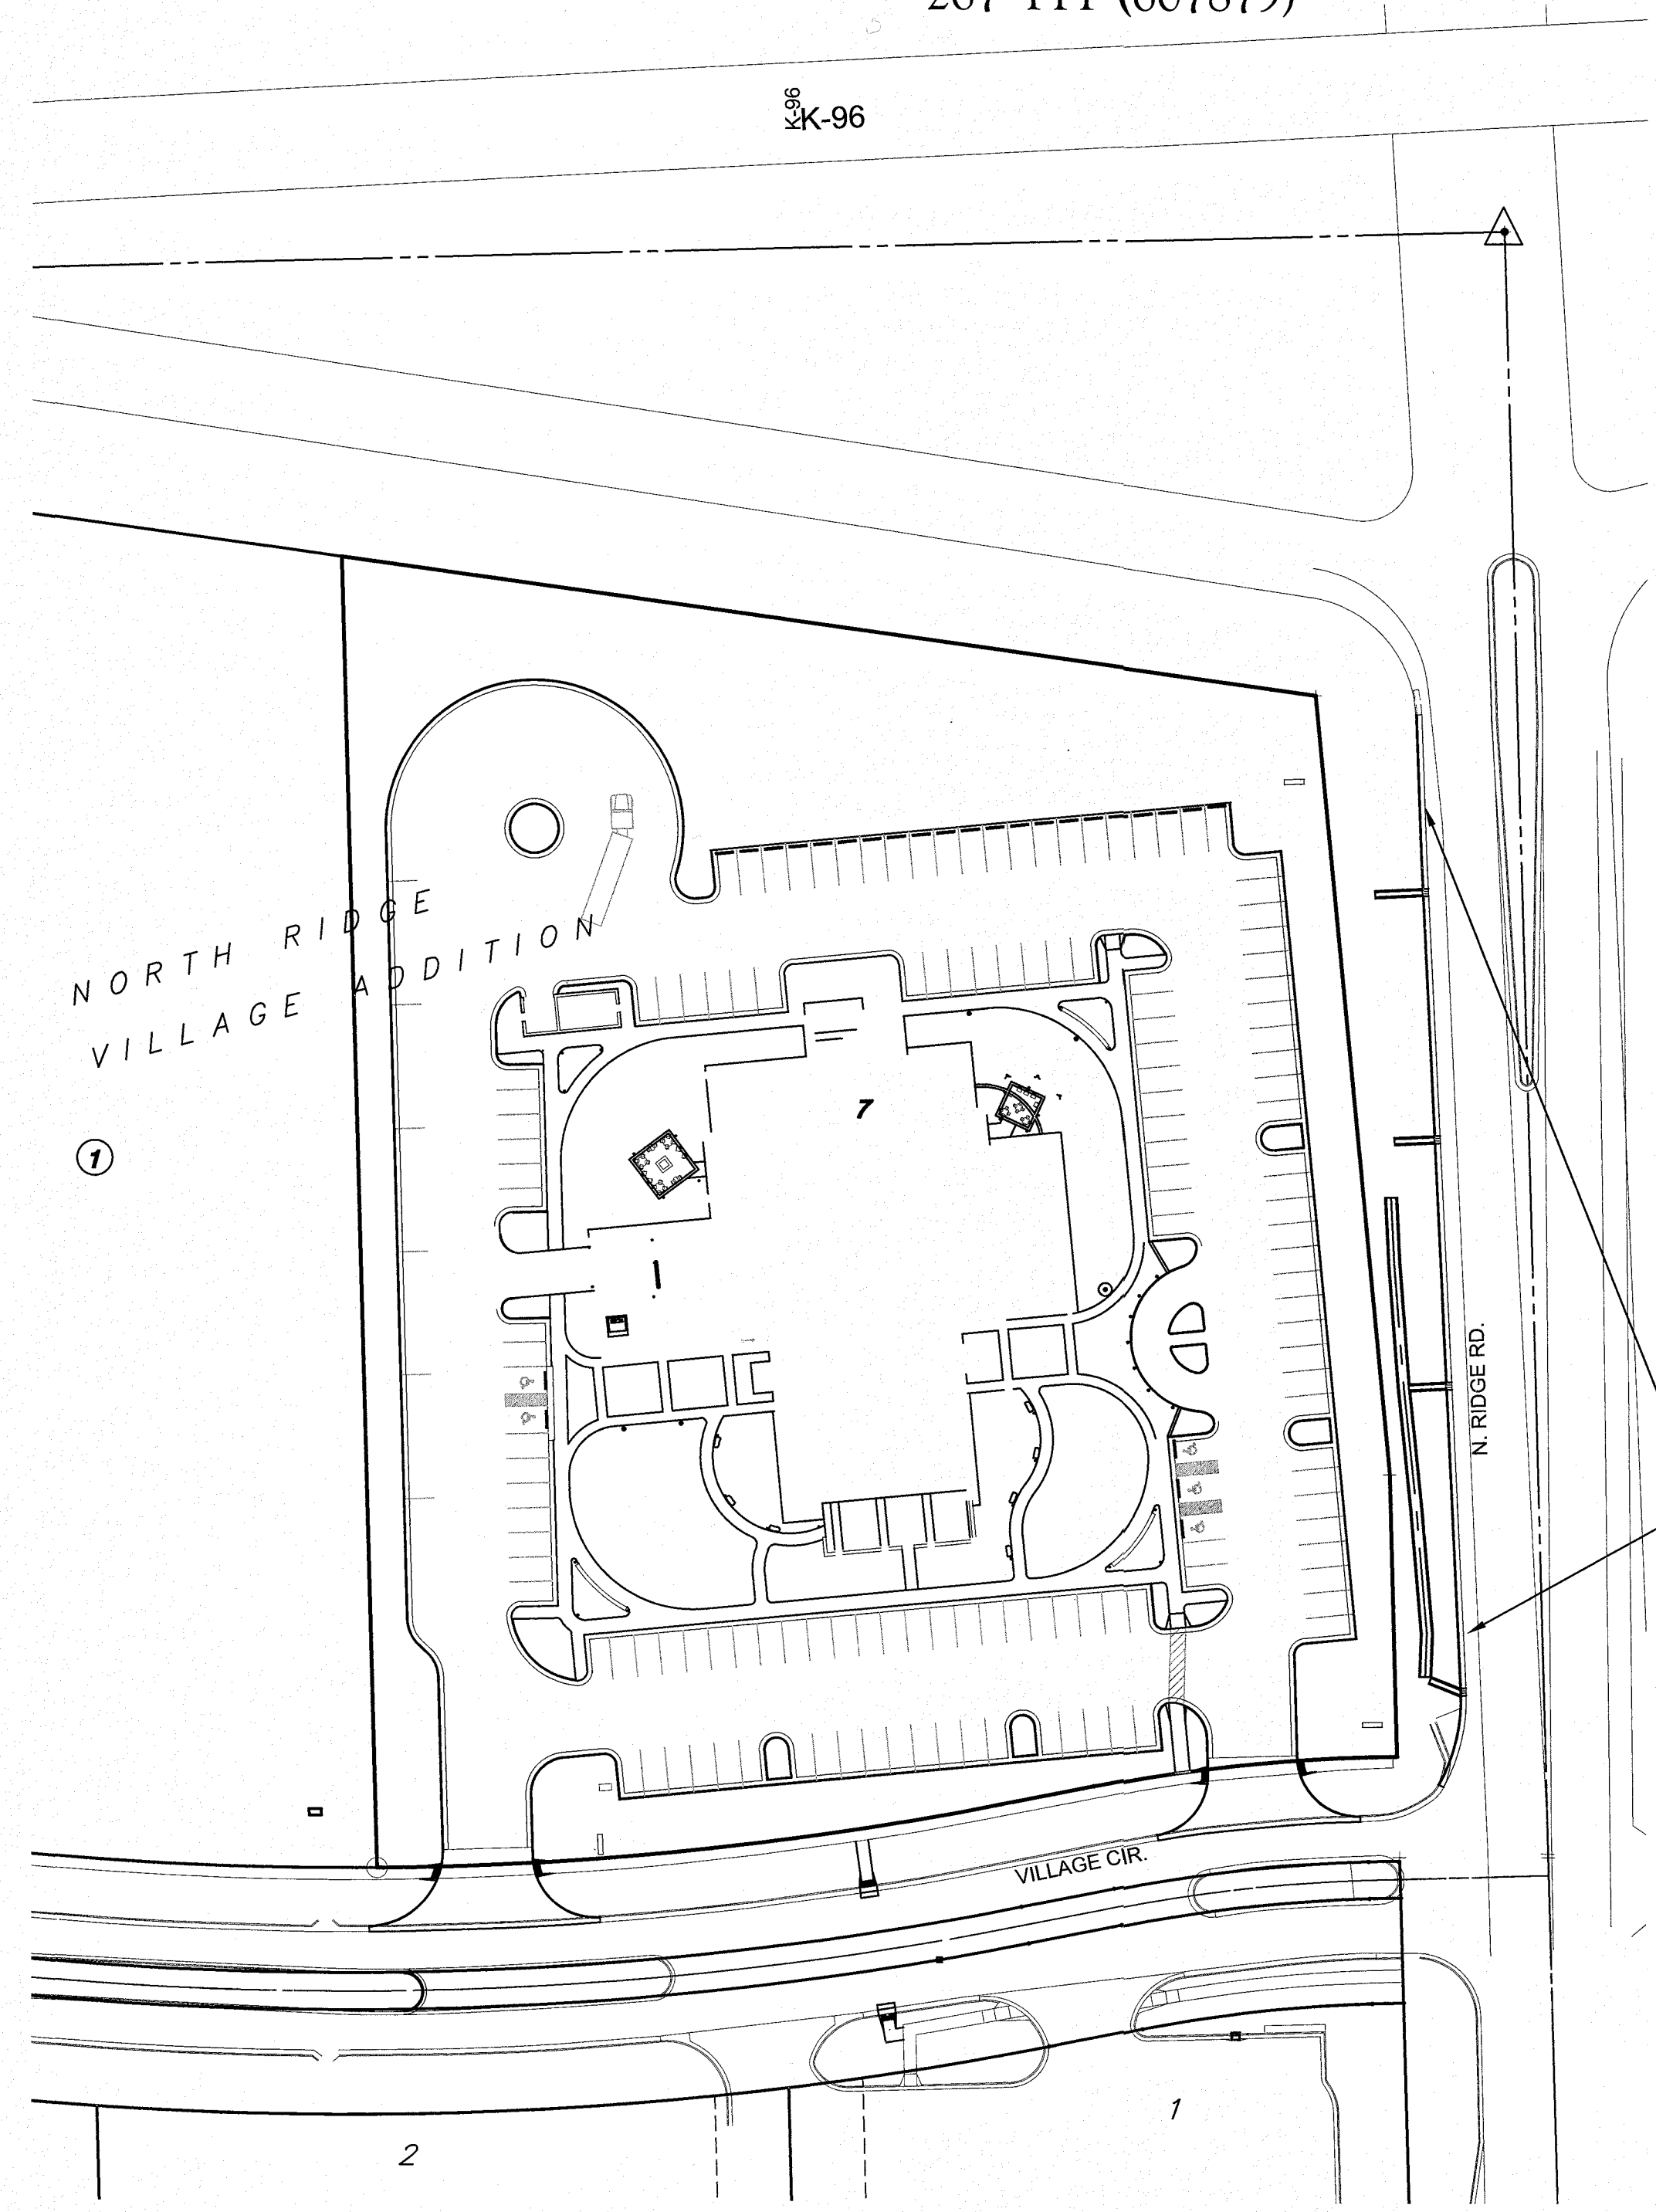 K-96
K-96
NORTH RIDGE
VILLAGE ADDITION
7
1
N. RIDGE RD.
VILLAGE CIR.
1
2